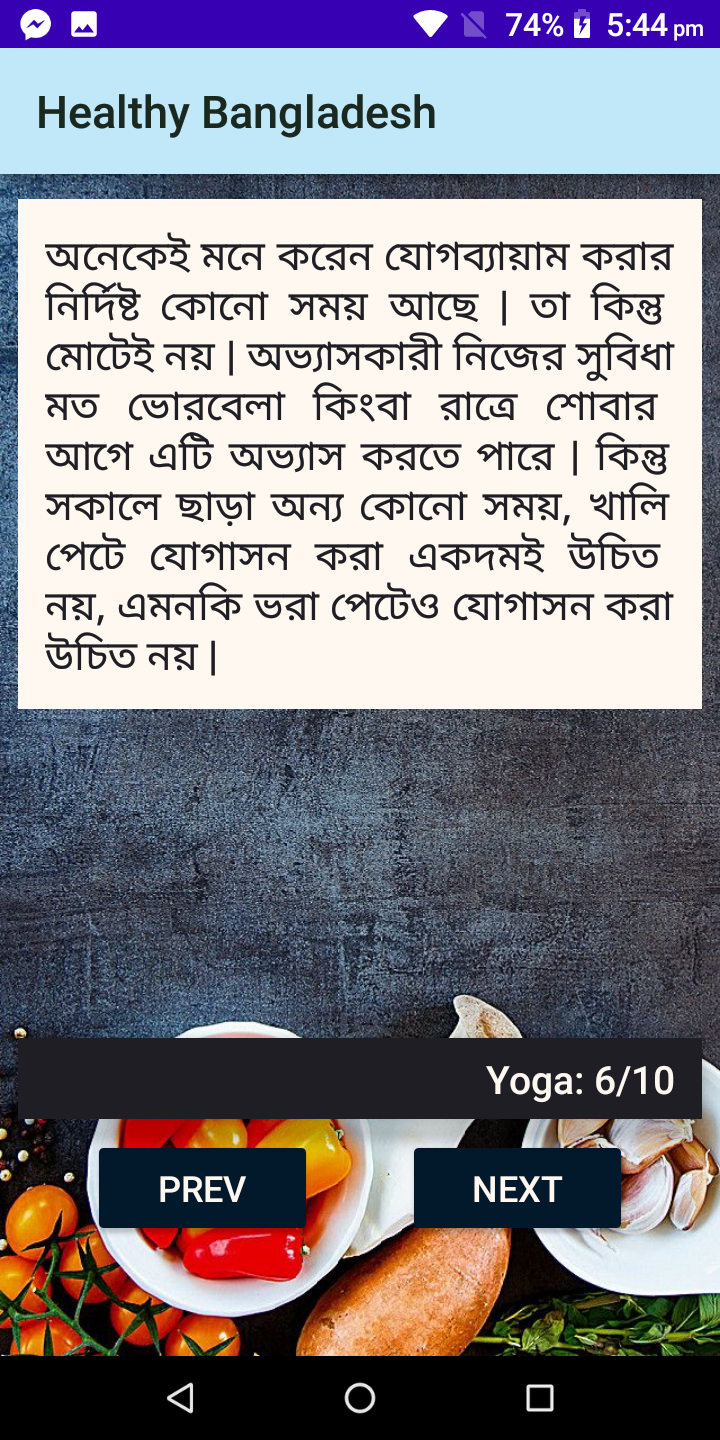 74% 5:44 pm
Healthy Bangladesh
অনেকেই মনে করেন যোগব্যায়াম করার
নির্দিষ্ট কোনো সময় আছে | তা কিন্তু
মোটেই নয় | অভ্যাসকারী নিজের সুবিধা
মত ভোরবেলা কিংবা রাত্রে শোবার
আগে এটি অভ্যাস করতে পারে | কিন্তু
সকালে ছাড়া অন্য কোনো সময়, খালি
পেটে যোগাসন করা একদমই উচিত
নয়, এমনকি ভরা পেটেও যোগাসন করা
উচিত নয় |
Yoga: 6/10
PREV NEXT